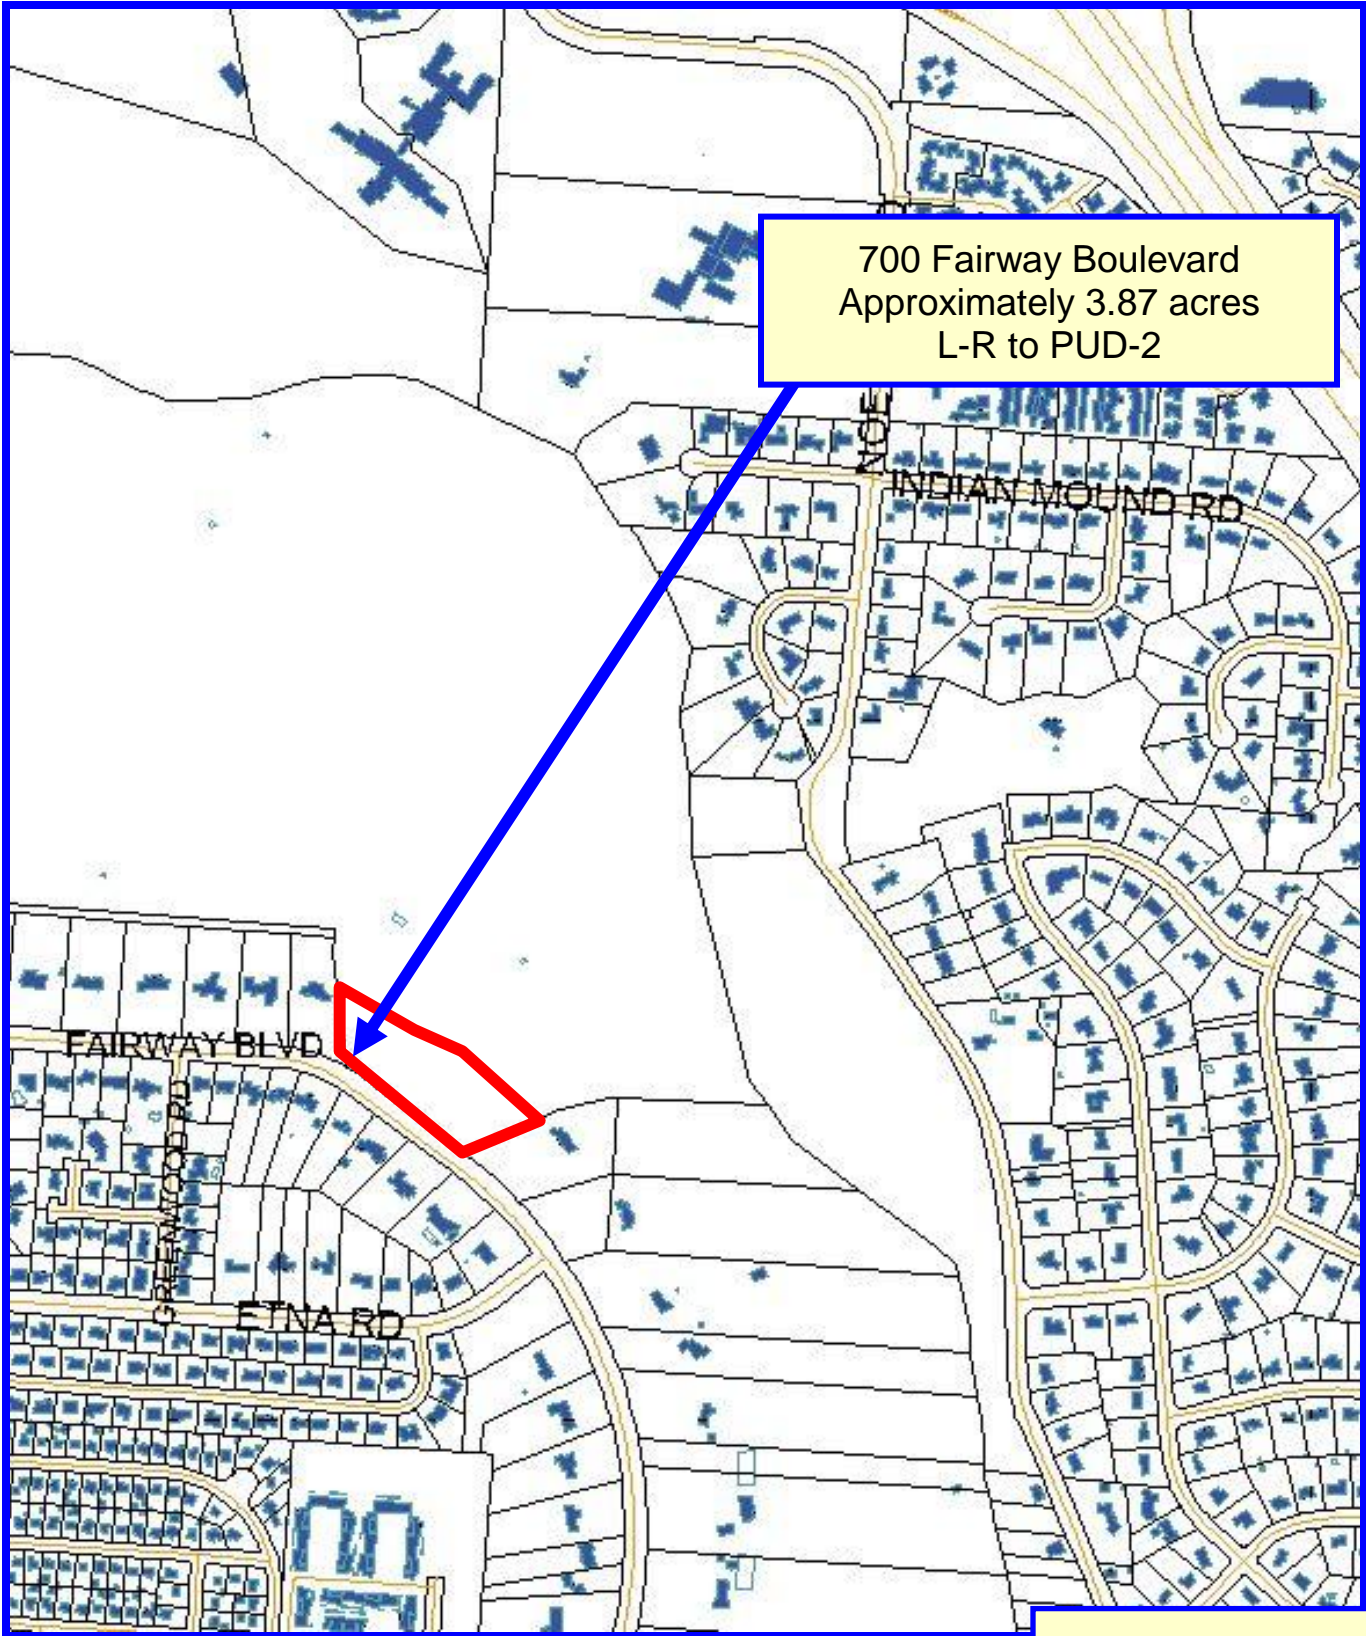 700 Fairway Boulevard
Approximately 3.87 acres
L-R to PUD-2
INDIAN MOUND RD
FAIRWAY BLVD
GREENWOOD RD
ETNA RD